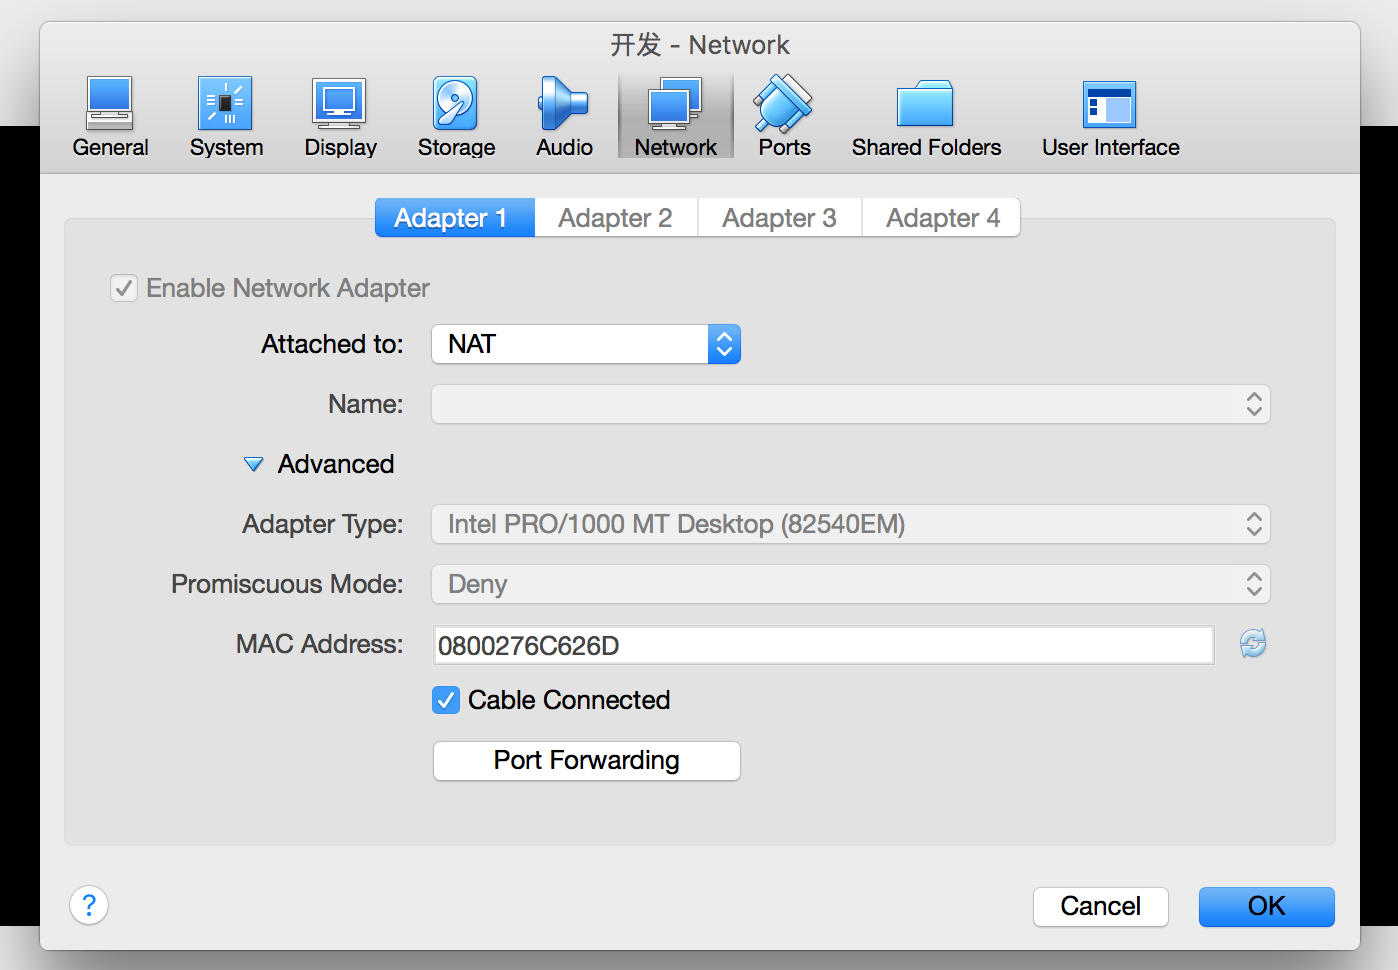 开发 - Network
General System Display Storage Audio Network Ports Shared Folders User Interface
Adapter 1 Adapter 2 Adapter 3 Adapter 4
Enable Network Adapter
Attached to: NAT
Name:
Advanced
Adapter Type: Intel PRO/1000 MT Desktop (82540EM)
Promiscuous Mode: Deny
MAC Address: 0800276C626D
Cable Connected
Port Forwarding
? Cancel OK